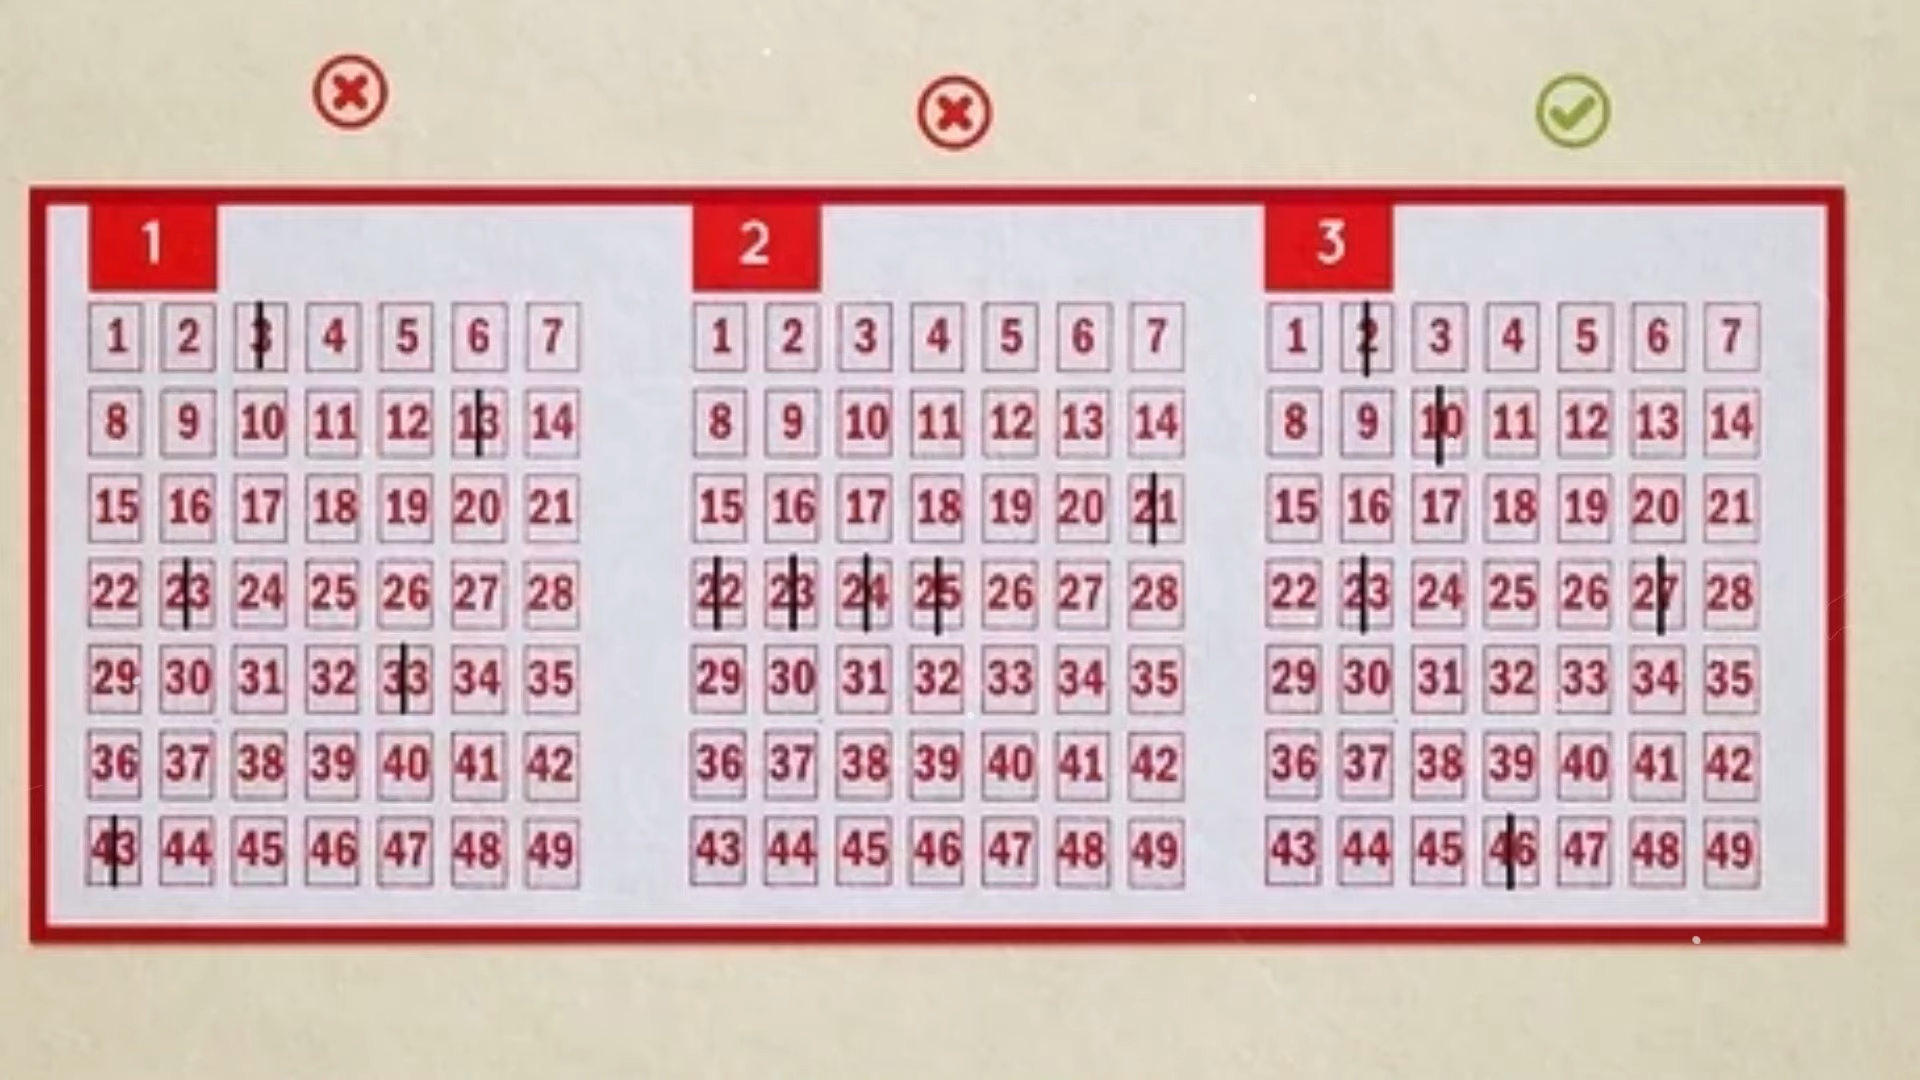 1 2 3
1 2 3 4 5 6 7 1 2 3 4 5 6 7 1 2 3 4 5 6 7
8 9 10 11 12 13 14 8 9 10 11 12 13 14 8 9 10 11 12 13 14
15 16 17 18 19 20 21 15 16 17 18 19 20 21 15 16 17 18 19 20 21
22 23 24 25 26 27 28 22 23 24 25 26 27 28 22 23 24 25 26 27 28
29 30 31 32 33 34 35 29 30 31 32 33 34 35 29 30 31 32 33 34 35
36 37 38 39 40 41 42 36 37 38 39 40 41 42 36 37 38 39 40 41 42
43 44 45 46 47 48 49 43 44 45 46 47 48 49 43 44 45 46 47 48 49